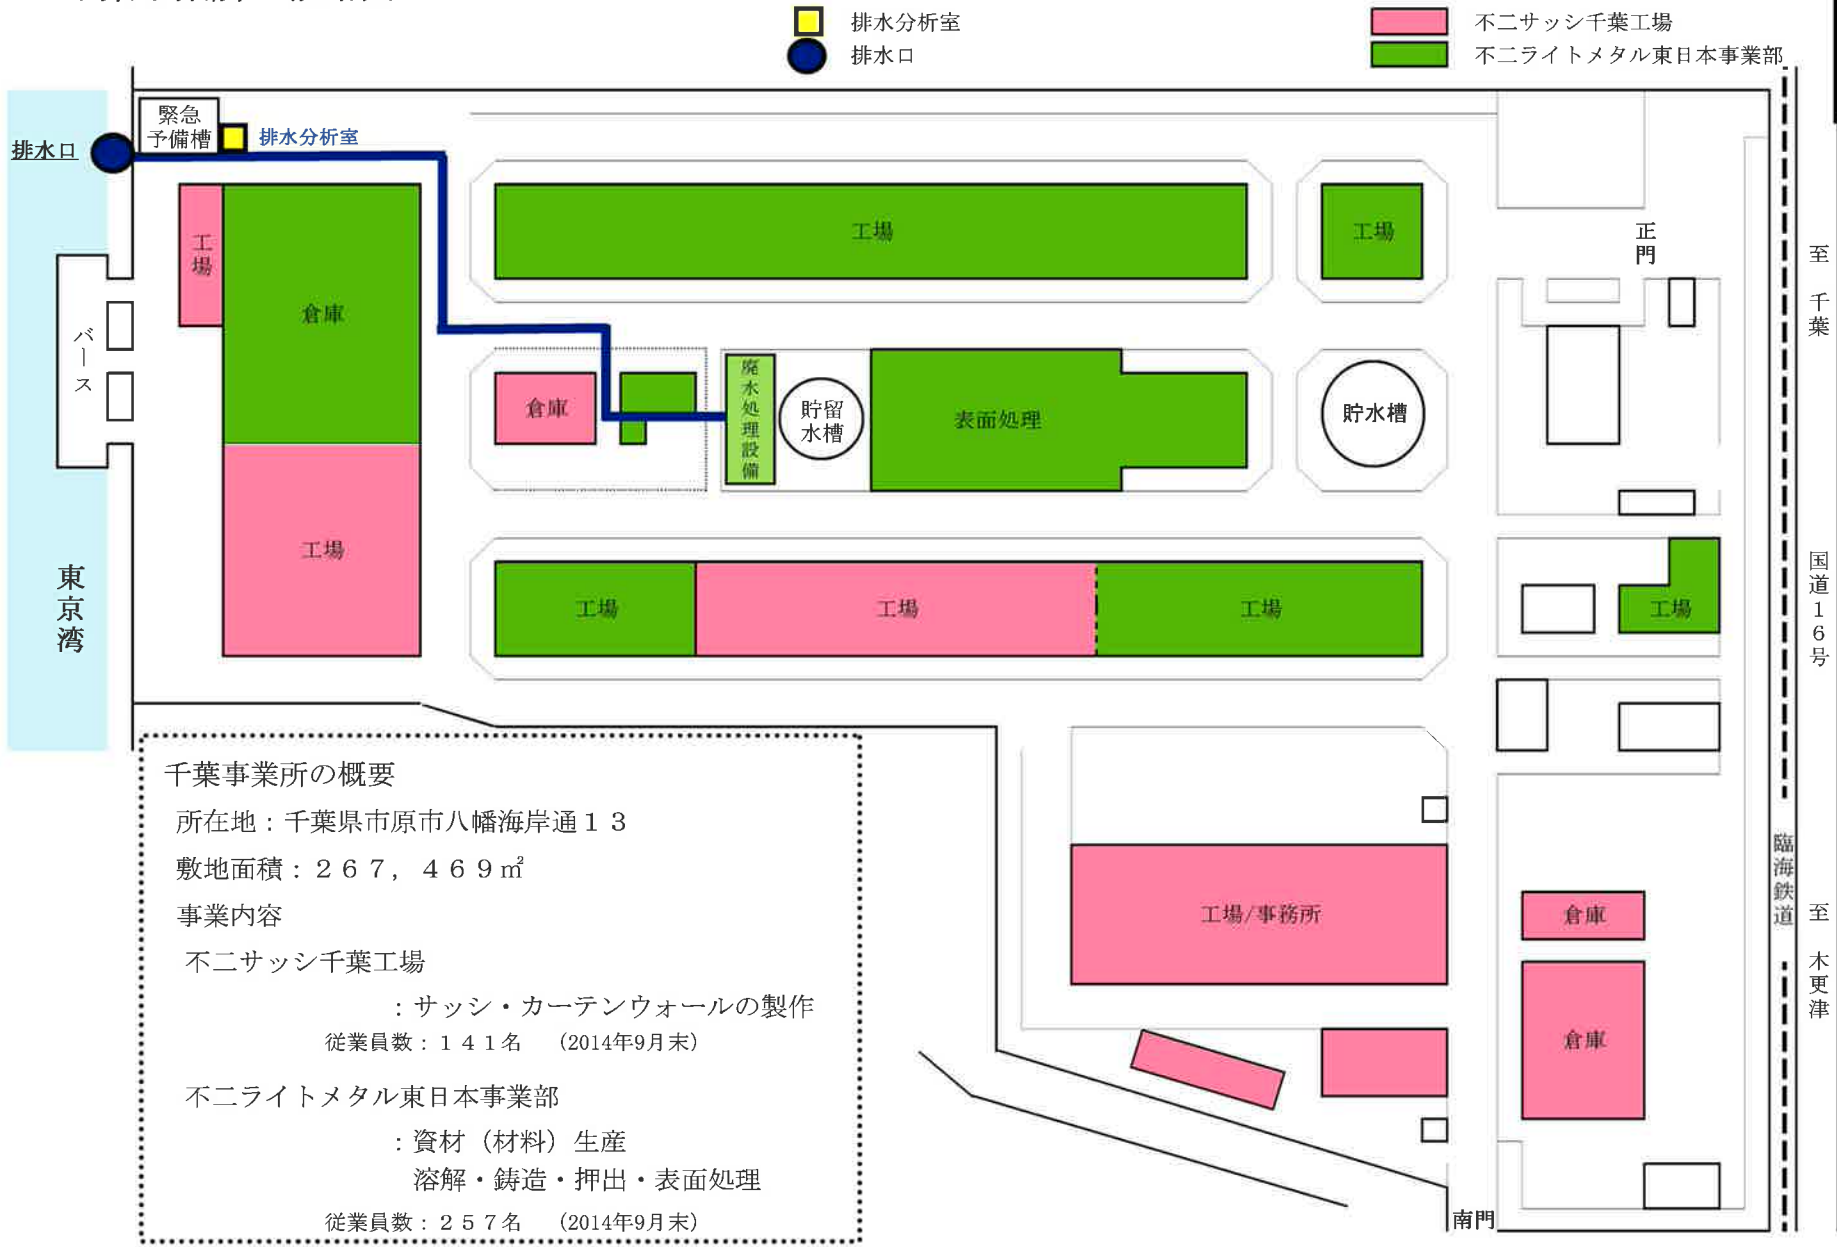 排水分析室
排水口
不二サッシ千葉工場
不二ライトメタル東日本事業部
緊急
予備槽
排水分析室
排水口
工場
倉庫
工場
バース
東京湾
工場
工場
倉庫
廃水処理設備
貯留
水槽
表面処理
貯水槽
工場
工場
工場
正門
工場
至 千葉
国道16号
臨海鉄道
至 木更津
工場/事務所
倉庫
倉庫
南門
千葉事業所の概要
所在地：千葉県市原市八幡海岸通１３
敷地面積：２６７，４６９㎡
事業内容
不二サッシ千葉工場
：サッシ・カーテンウォールの製作
従業員数：１４１名 （2014年9月末）
不二ライトメタル東日本事業部
：資材（材料）生産
溶解・鋳造・押出・表面処理
従業員数：２５７名 （2014年9月末）